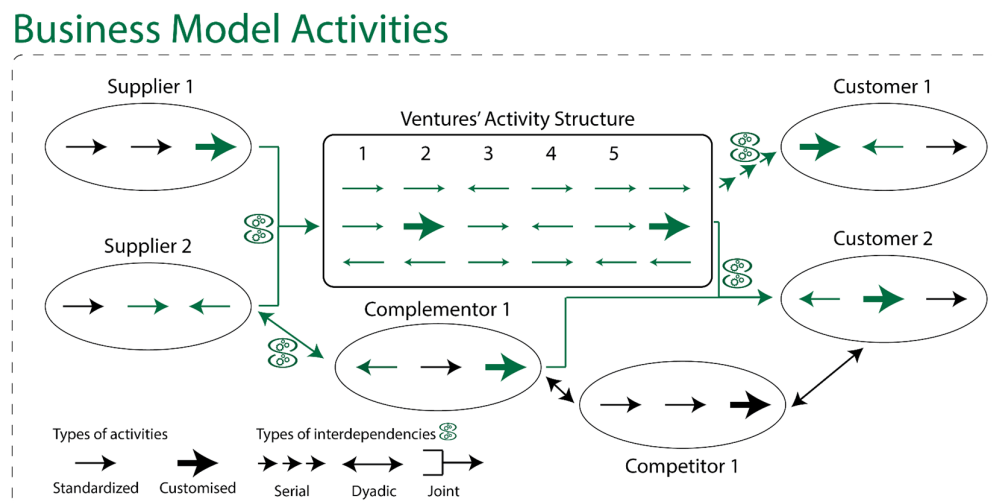 Business Model Activities
Supplier 1
Customer 1
Ventures' Activity Structure
1 2 3 4 5
Supplier 2
Customer 2
Complementor 1
Competitor 1
Types of activities
Types of interdependencies
Standardized
Customised
Serial
Dyadic
Joint